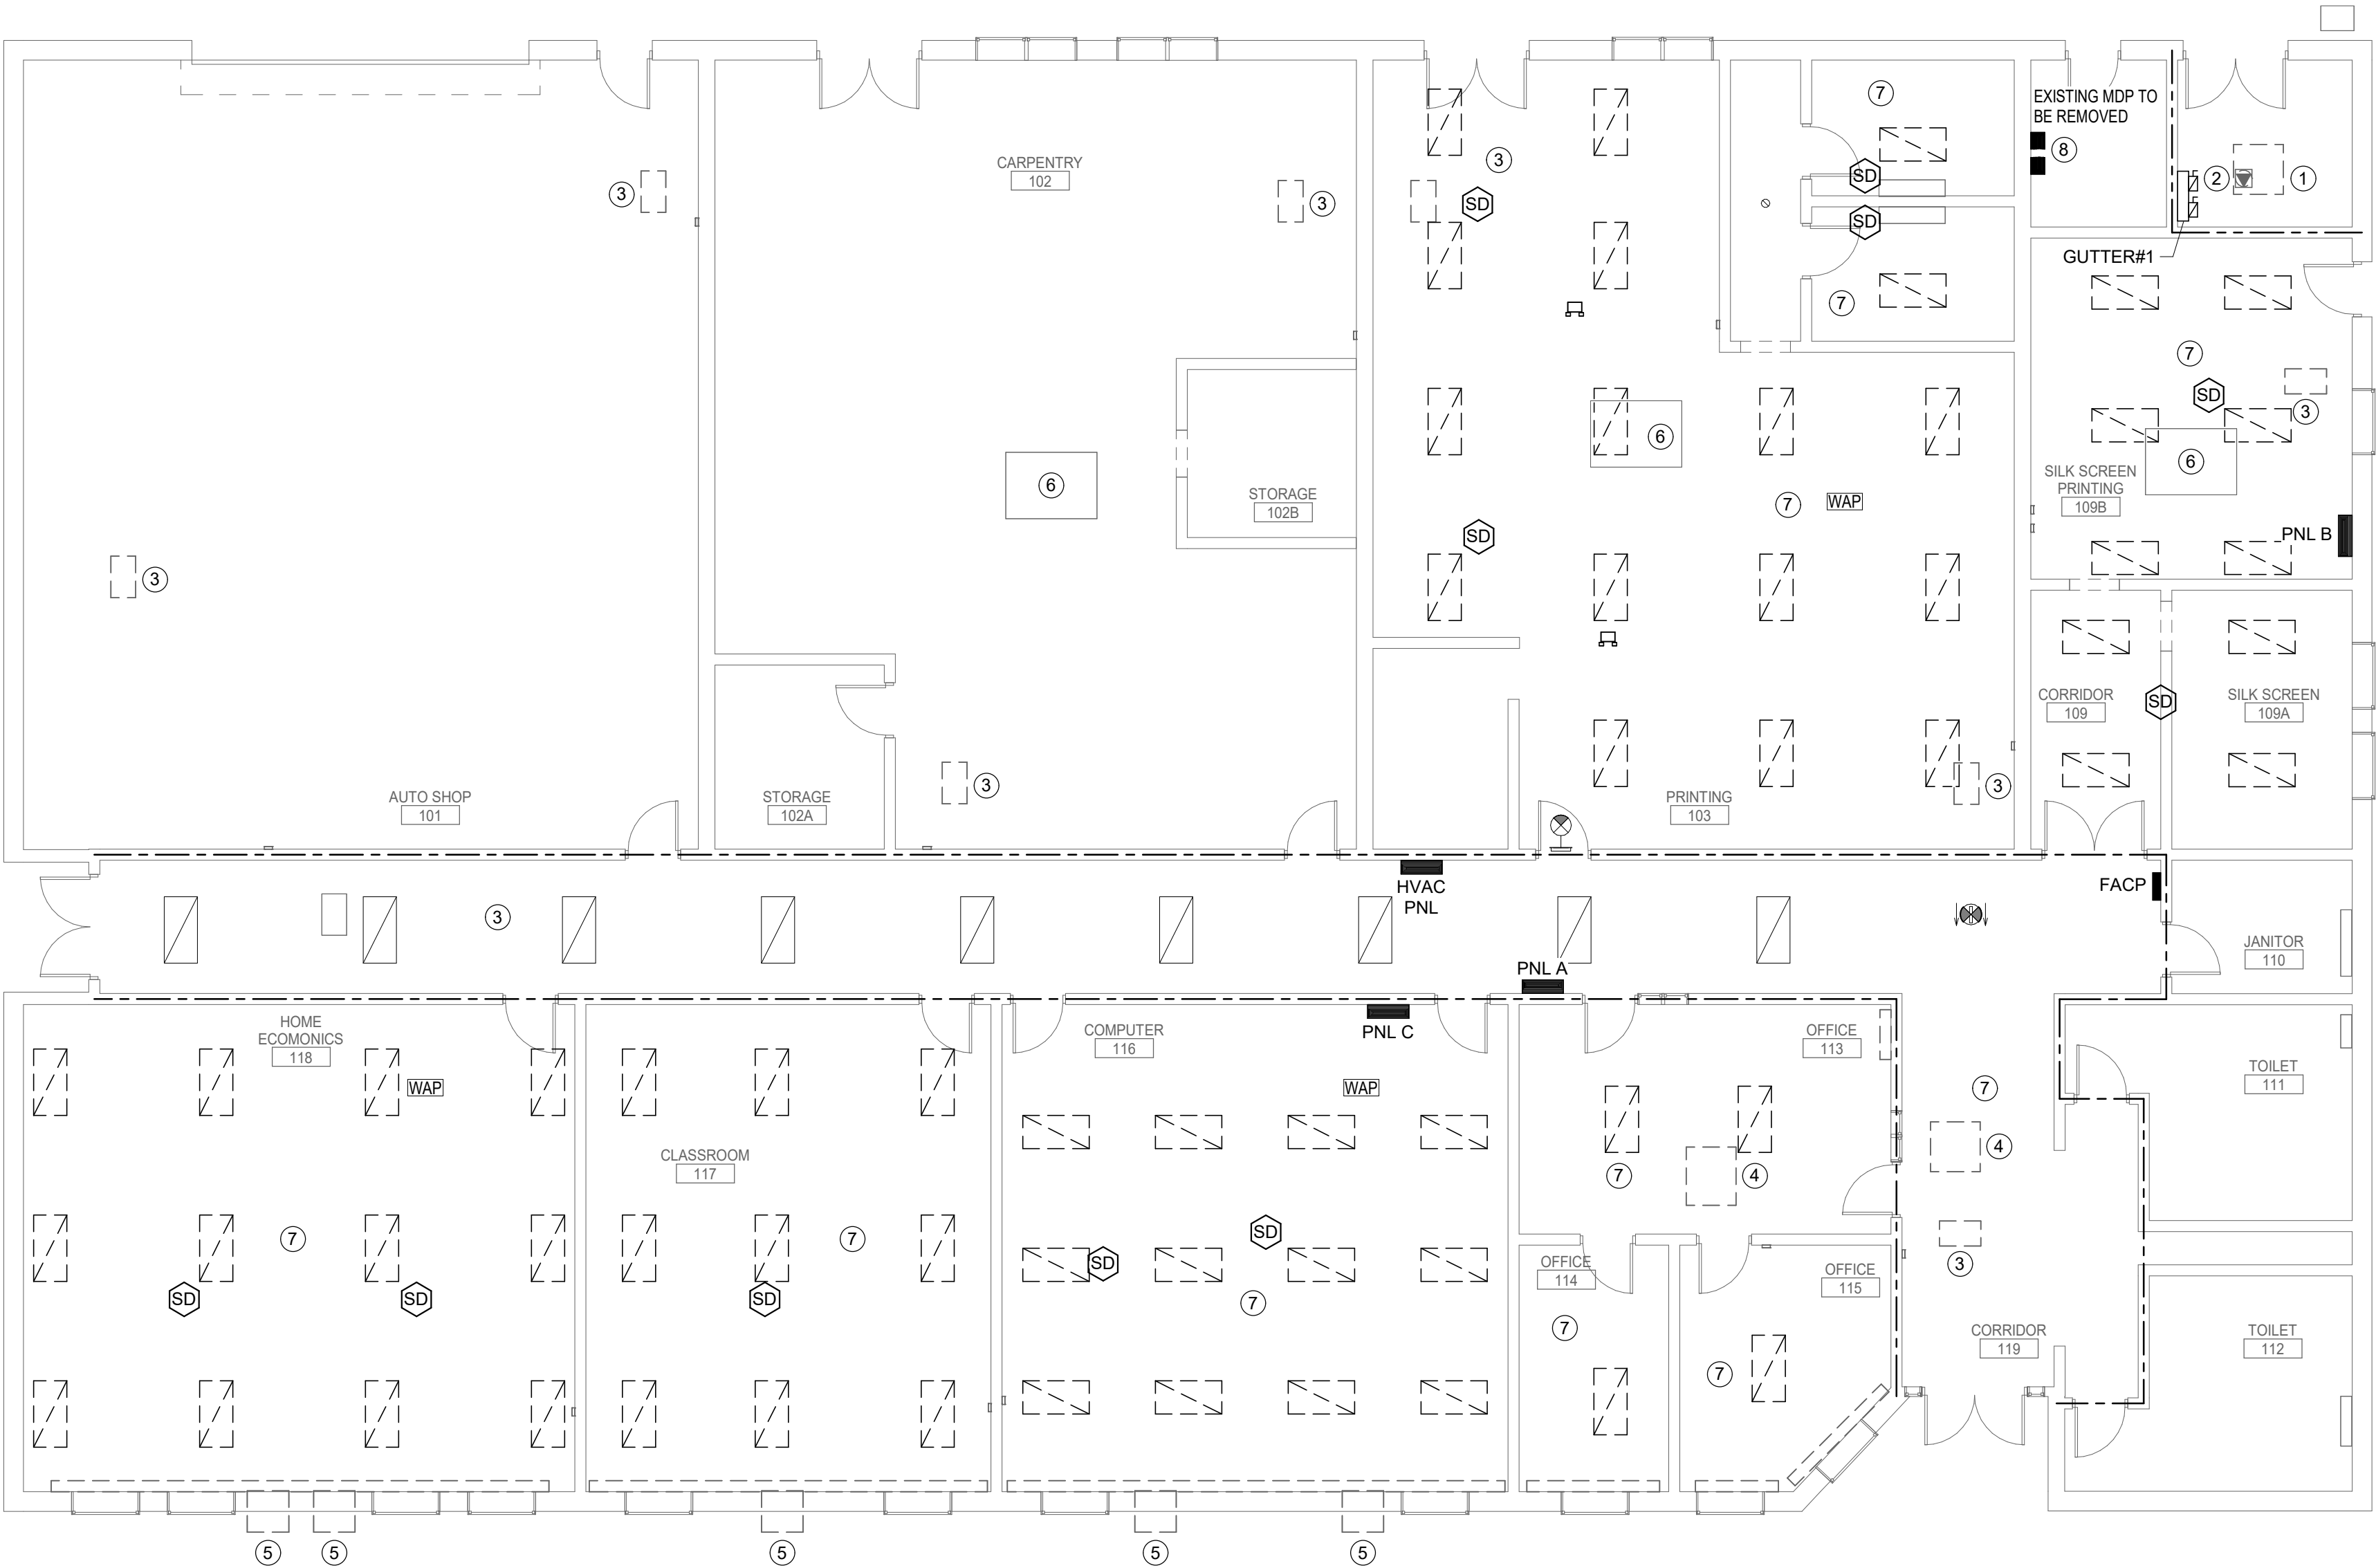 7
EXISTING MDP TO
BE REMOVED
8
2
1
CARPENTRY
102
3
3
3
SD
SD
SD
GUTTER#1
7
7
SD
3
6
6
SILK SCREEN
PRINTING
109B
6
STORAGE
102B
7
WAP
SD
PNL B
3
CORRIDOR
109
SD
SILK SCREEN
109A
3
3
AUTO SHOP
101
STORAGE
102A
PRINTING
103
HVAC
PNL
FACP
3
JANITOR
110
PNL A
HOME
ECOMONICS
118
PNL C
COMPUTER
116
OFFICE
113
WAP
WAP
7
TOILET
111
CLASSROOM
117
4
7
4
7
7
SD
SD
3
OFFICE
114
OFFICE
115
SD
SD
SD
7
7
CORRIDOR
119
TOILET
112
7
5
5
5
5
5